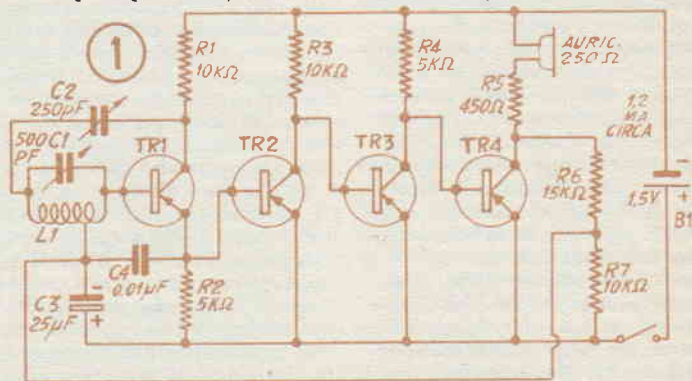 1
R1
10KΩ
R3
10KΩ
R4
5KΩ
AURIC.
250Ω
C2
250pF
R5
450Ω
1,2
MA
CIRCA
500 C1
PF
TR1
TR2
TR3
TR4
R6
15KΩ
-
1,5V
+
B1
L1
C4
0.01µF
R2
5KΩ
R7
10KΩ
C3
25µF
-
+